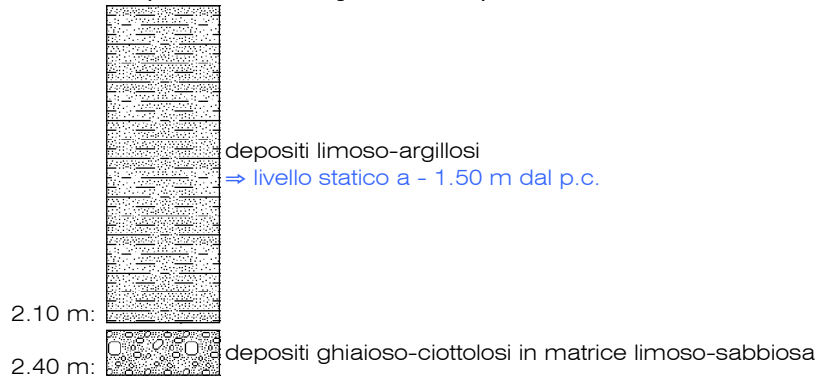 depositi limoso-argillosi
⇒ livello statico a - 1.50 m dal p.c.
2.10 m:
depositi ghiaioso-ciottolosi in matrice limoso-sabbiosa
2.40 m: